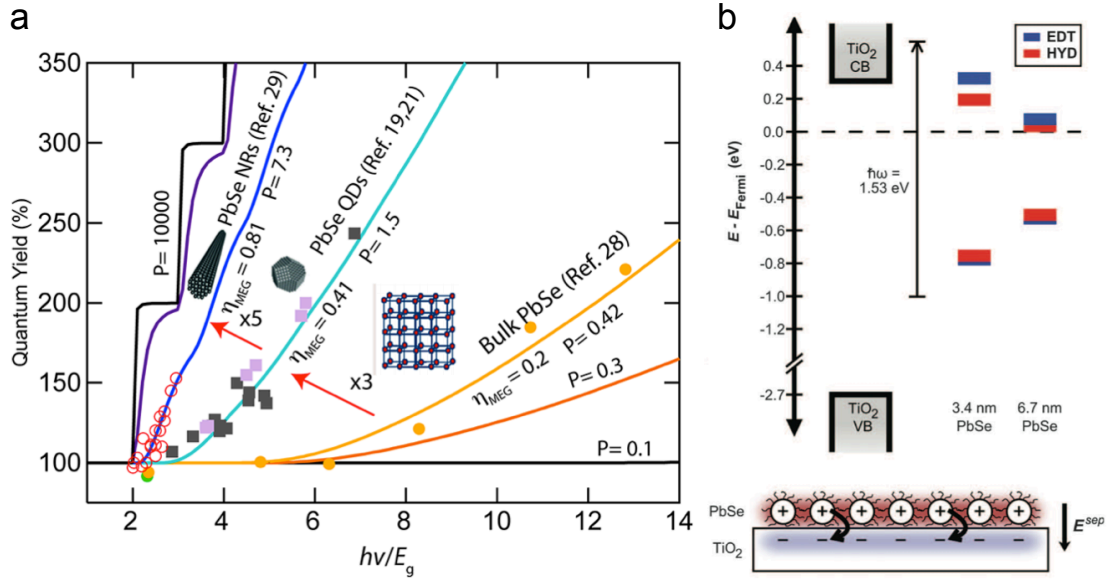 a
Quantum Yield (%)
350
300
250
200
150
100
2
4
6
8
10
12
14
hν/Eg
P= 10000
PbSe NRs (Ref. 29)
ηMEG = 0.81
P= 7.3
PbSe QDs (Ref. 19,21)
ηMEG = 0.41
P= 1.5
x5
x3
Bulk PbSe (Ref. 28)
ηMEG = 0.2
P= 0.42
P= 0.3
P= 0.1
b
E - EFermi (eV)
0.4
0.2
0.0
-0.2
-0.4
-0.6
-0.8
-1.0
-1.2
-2.7
TiO2
CB
EDT
HYD
ħω =
1.53 eV
TiO2
VB
3.4 nm
PbSe
6.7 nm
PbSe
PbSe
+ + + + + + +
TiO2
− − − − − − −
Esep